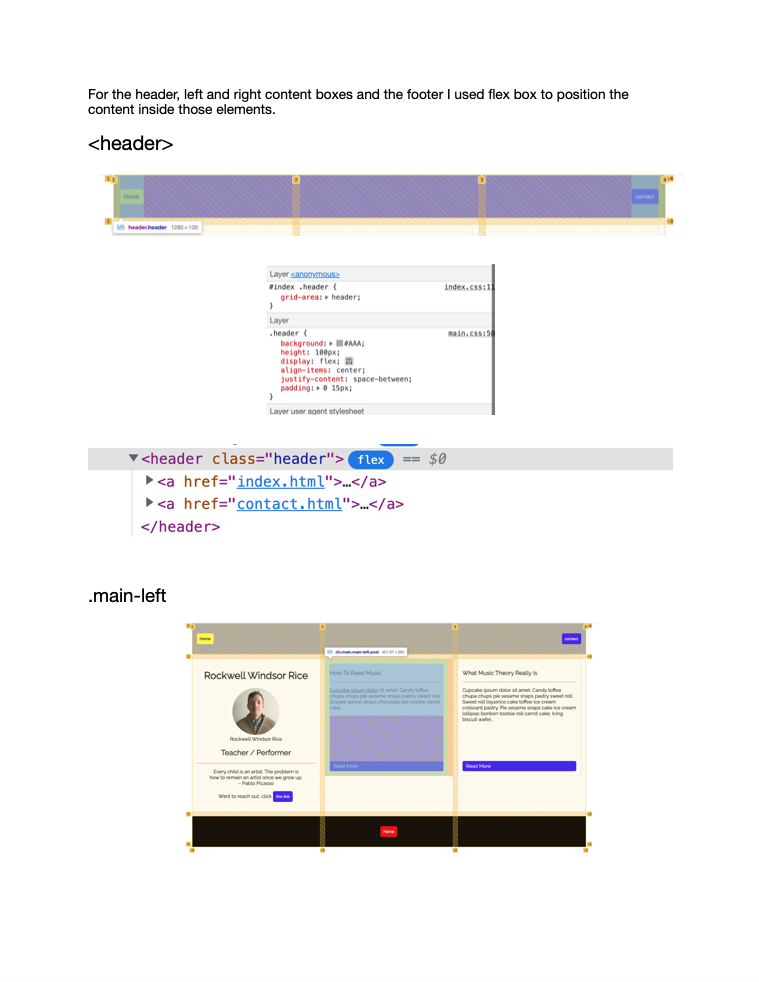 For the header, left and right content boxes and the footer I used flex box to position the
content inside those elements.
<header>
1 1 2 3 4 -4
Home contact
2 -3
header.header 1280 × 100
Layer <anonymous>
#index .header { index.css:11
grid-area: header;
}
Layer
.header { main.css:56
background: #AAA;
height: 100px;
display: flex;
align-items: center;
justify-content: space-between;
padding: 0 15px;
}
Layer user agent stylesheet
<header class="header"> flex == $0
<a href="index.html">…</a>
<a href="contact.html">…</a>
</header>
.main-left
Home contact
div.main.main-left.post
Rockwell Windsor Rice
Rockwell Windsor Rice
Teacher / Performer
Every child is an artist. The problem is
how to remain an artist once we grow up.
- Pablo Picasso
Want to reach out, click this link
How To Read Music
Cupcake ipsum dolor sit amet. Candy toffee
chupa chups pie sesame snaps pastry sweet roll.
Dragée lemon drops chocolate bar cookie carrot
cake...
Read More
What Music Theory Really Is
Cupcake ipsum dolor sit amet. Candy toffee
chupa chups pie sesame snaps pastry sweet roll.
Sweet roll liquorice cake toffee ice cream
croissant pastry. Pie sesame snaps cake ice cream
lollipop bonbon tootsie roll carrot cake. Icing
biscuit wafer...
Read More
Home